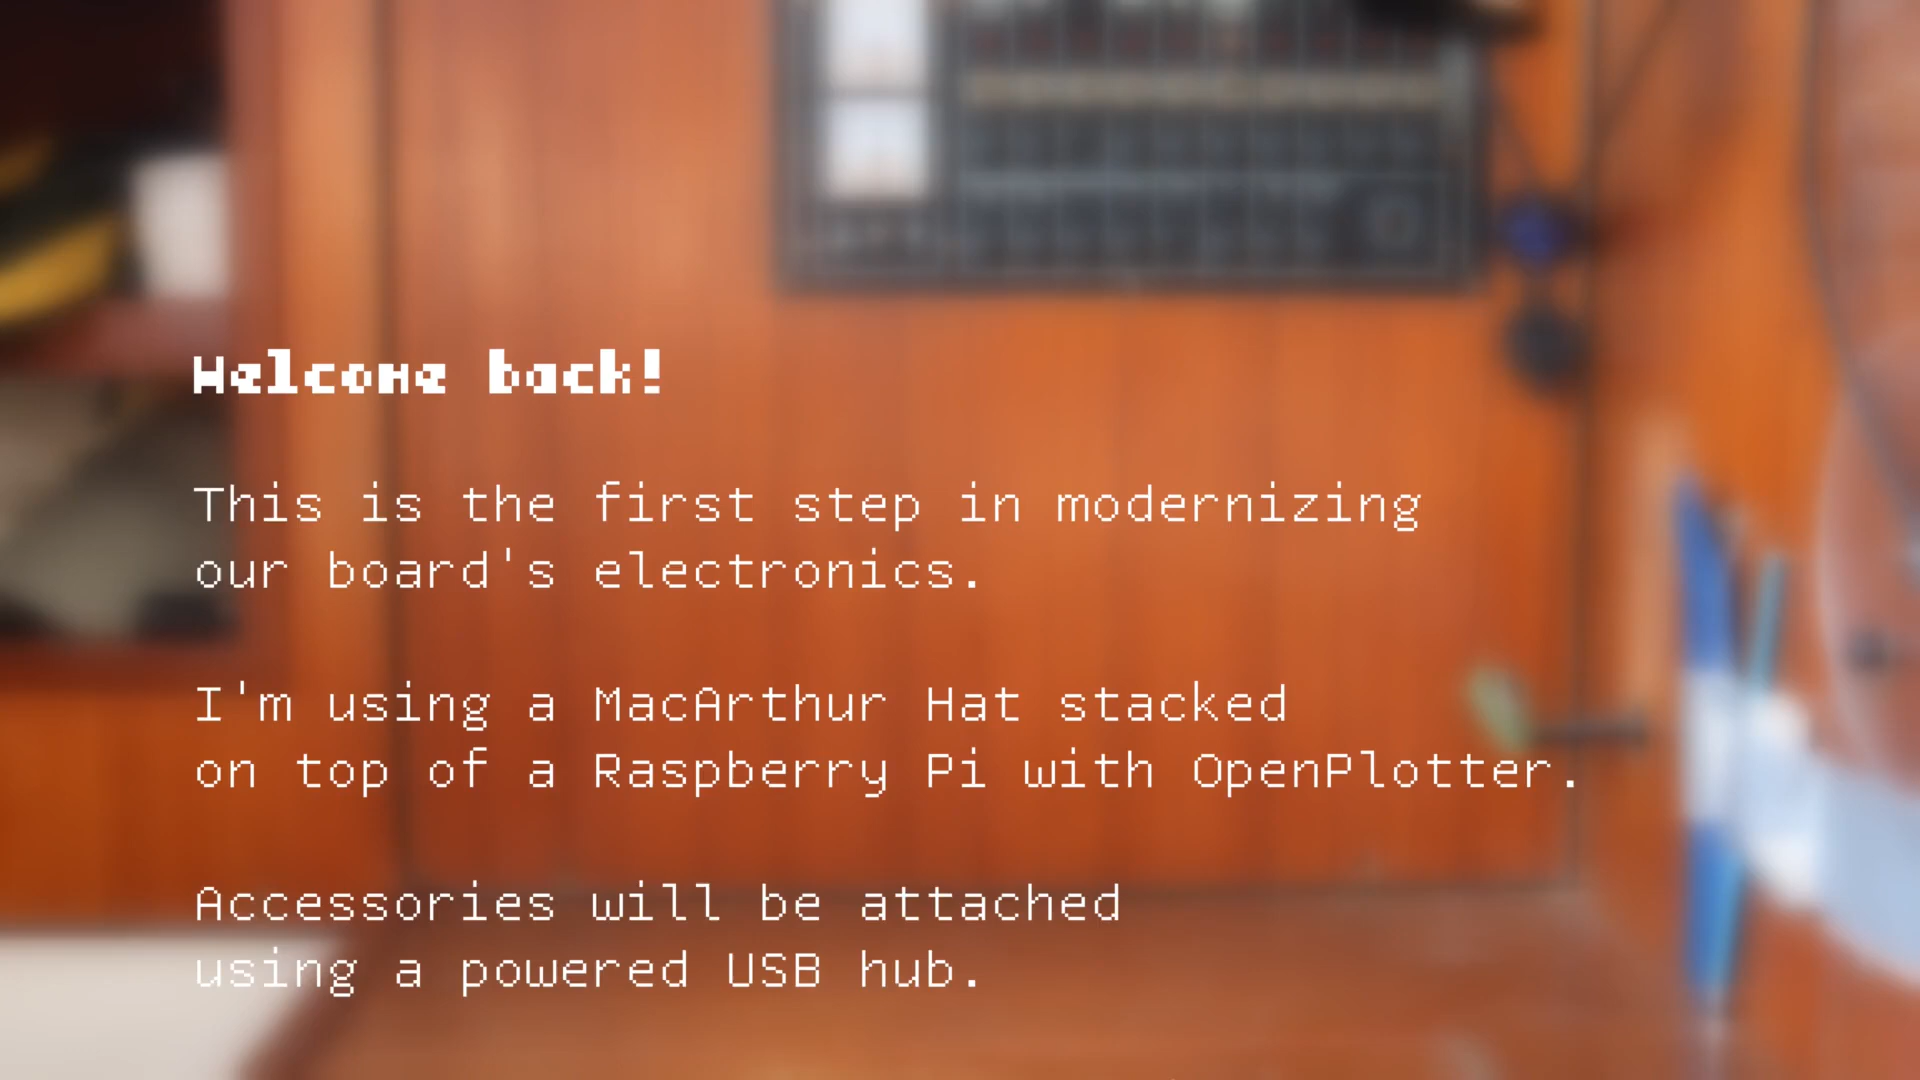 Welcome back!
This is the first step in modernizing
our board's electronics.
I'm using a MacArthur Hat stacked
on top of a Raspberry Pi with OpenPlotter.
Accessories will be attached
using a powered USB hub.